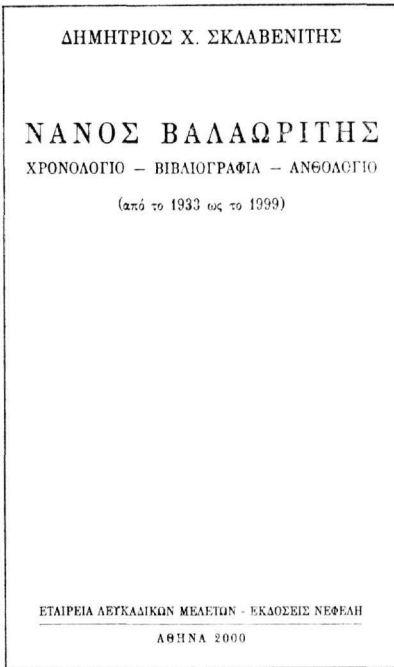 ΔΗΜΗΤΡΙΟΣ Χ. ΣΚΛΑΒΕΝΙΤΗΣ
ΝΑΝΟΣ ΒΑΛΑΩΡΙΤΗΣ
ΧΡΟΝΟΛΟΓΙΟ – ΒΙΒΛΙΟΓΡΑΦΙΑ – ΑΝΘΟΛΟΓΙΟ
(από το 1933 ως το 1999)
ΕΤΑΙΡΕΙΑ ΛΕΥΚΑΔΙΚΩΝ ΜΕΛΕΤΩΝ - ΕΚΔΟΣΕΙΣ ΝΕΦΕΛΗ
ΑΘΗΝΑ 2000